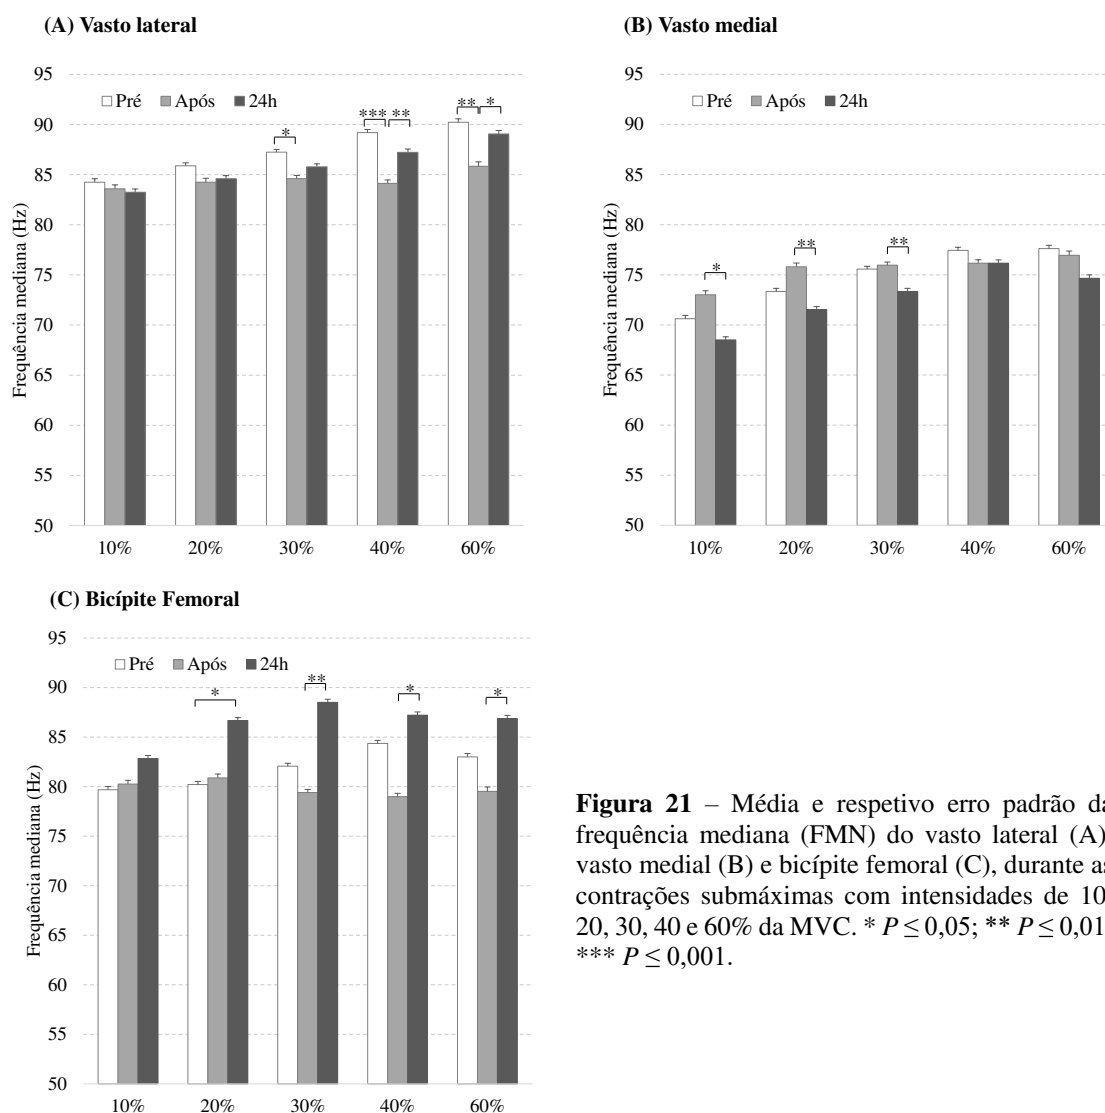 (A) Vasto lateral
Frequência mediana (Hz)
95
90
85
80
75
70
65
60
55
50
Pré Após 24h
*
*** **
** *
10% 20% 30% 40% 60%
(B) Vasto medial
Frequência mediana (Hz)
95
90
85
80
75
70
65
60
55
50
Pré Após 24h
*
**
**
10% 20% 30% 40% 60%
(C) Bicípite Femoral
Frequência mediana (Hz)
95
90
85
80
75
70
65
60
55
50
Pré Após 24h
*
**
*
*
10% 20% 30% 40% 60%
Figura 21 – Média e respetivo erro padrão da
frequência mediana (FMN) do vasto lateral (A)
vasto medial (B) e bicípite femoral (C), durante as
contrações submáximas com intensidades de 10
20, 30, 40 e 60% da MVC. * P ≤ 0,05; ** P ≤ 0,01
*** P ≤ 0,001.